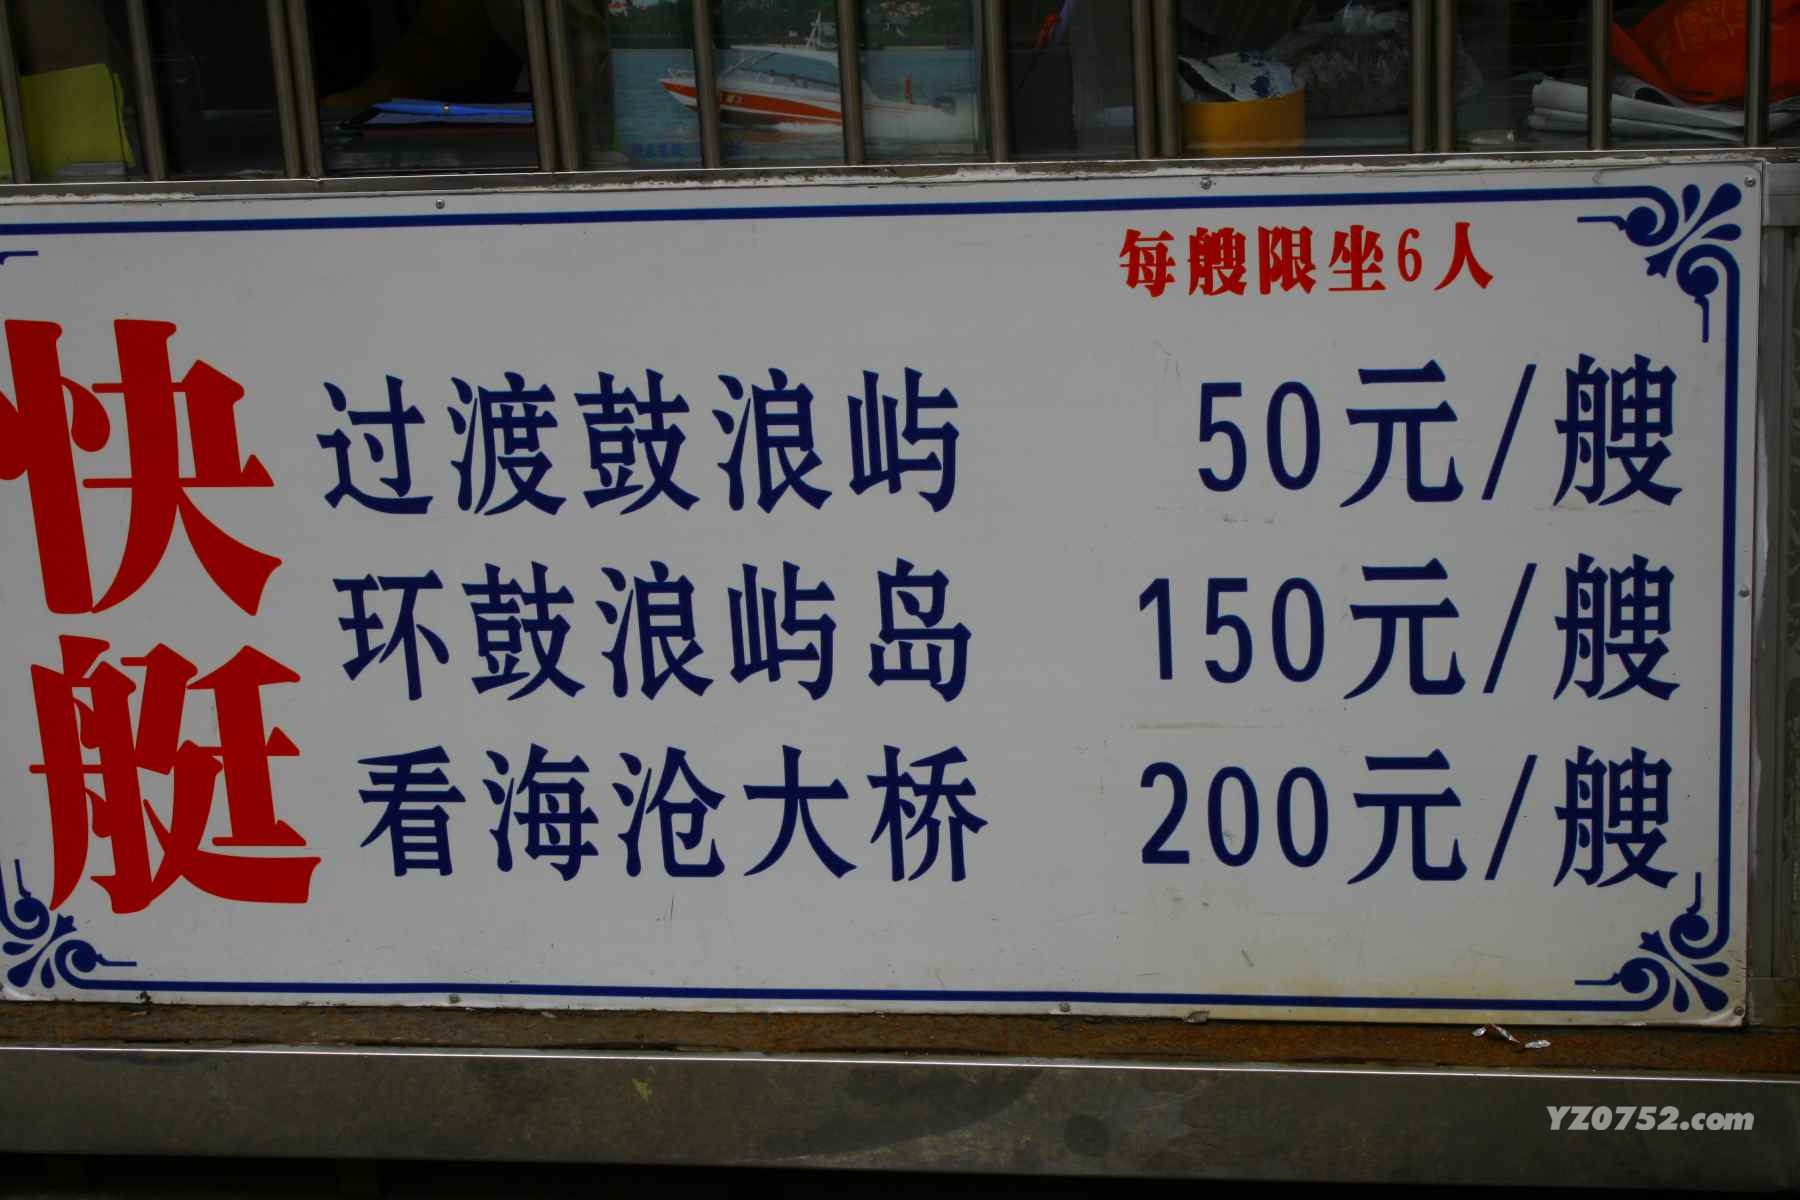 每艘限坐6人
快艇
过渡鼓浪屿 50元/艘
环鼓浪屿岛 150元/艘
看海沧大桥 200元/艘
YZ0752.com